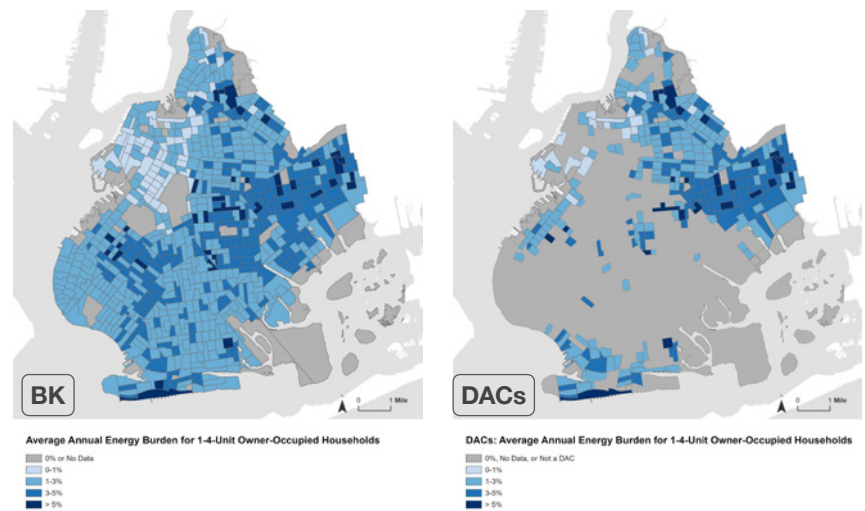 BK
0 1 Mile
Average Annual Energy Burden for 1-4-Unit Owner-Occupied Households
0% or No Data
0-1%
1-3%
3-5%
> 5%
DACs
0 1 Mile
DACs: Average Annual Energy Burden for 1-4-Unit Owner-Occupied Households
0%, No Data, or Not a DAC
0-1%
1-3%
3-5%
> 5%